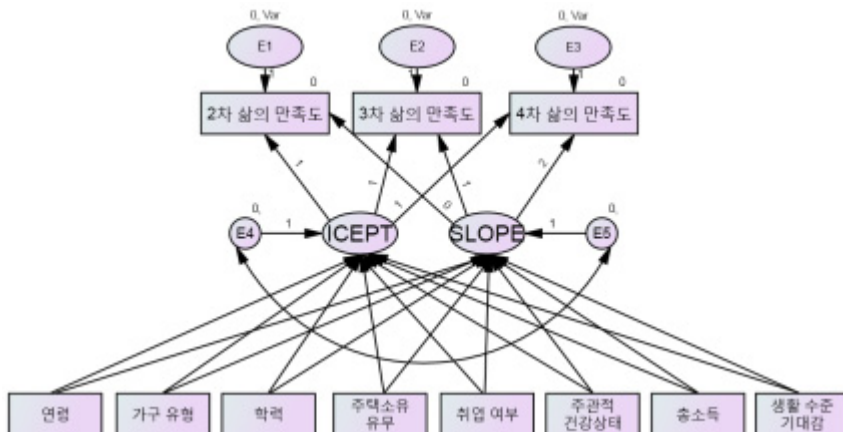 0, Var
0, Var
0, Var
E1
E2
E3
1
1
1
0
0
0
2차 삶의 만족도
3차 삶의 만족도
4차 삶의 만족도
1
1
1
0
1
2
0,
0,
E4
1
ICEPT
SLOPE
1
E5
연령
가구 유형
학력
주택소유
유무
취업 여부
주관적
건강상태
총소득
생활 수준
기대감